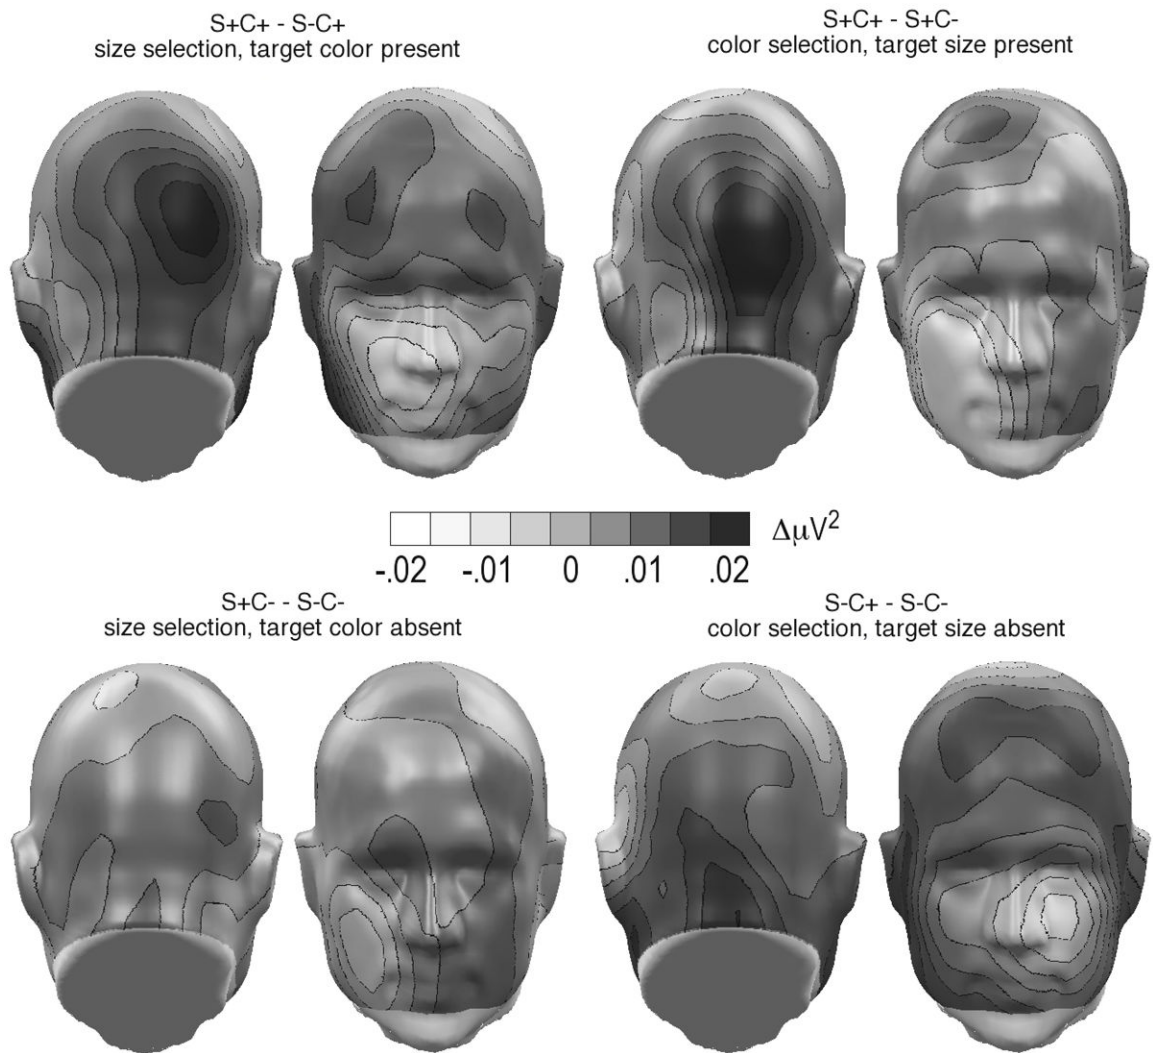 S+C+ - S-C+
size selection, target color present
S+C+ - S+C-
color selection, target size present
ΔμV²
-.02 -.01 0 .01 .02
S+C- - S-C-
size selection, target color absent
S-C+ - S-C-
color selection, target size absent